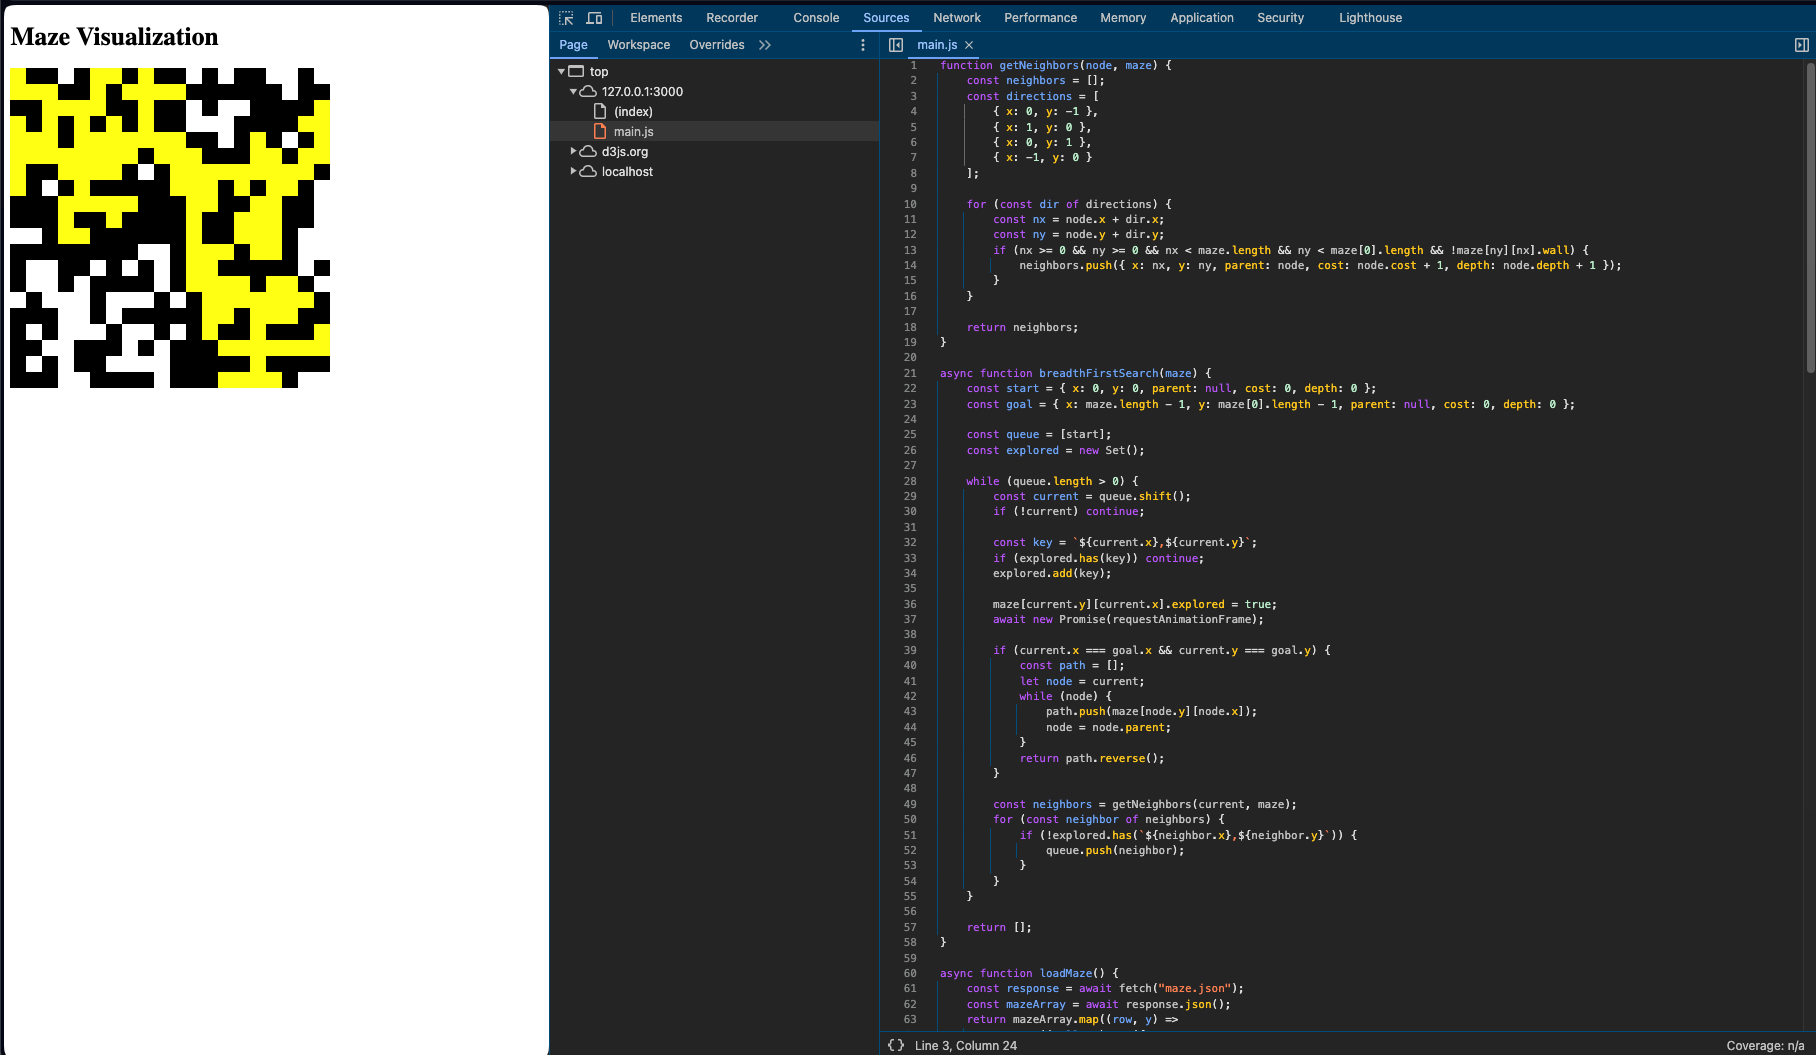 Maze Visualization
Elements Recorder Console Sources Network Performance Memory Application Security Lighthouse
Page Workspace Overrides
main.js
top
127.0.0.1:3000
(index)
main.js
d3js.org
localhost
1 function getNeighbors(node, maze) {
2     const neighbors = [];
3     const directions = [
4         { x: 0, y: -1 },
5         { x: 1, y: 0 },
6         { x: 0, y: 1 },
7         { x: -1, y: 0 }
8     ];
9
10     for (const dir of directions) {
11         const nx = node.x + dir.x;
12         const ny = node.y + dir.y;
13         if (nx >= 0 && ny >= 0 && nx < maze.length && ny < maze[0].length && !maze[ny][nx].wall) {
14             neighbors.push({ x: nx, y: ny, parent: node, cost: node.cost + 1, depth: node.depth + 1 });
15         }
16     }
17
18     return neighbors;
19 }
20
21 async function breadthFirstSearch(maze) {
22     const start = { x: 0, y: 0, parent: null, cost: 0, depth: 0 };
23     const goal = { x: maze.length - 1, y: maze[0].length - 1, parent: null, cost: 0, depth: 0 };
24
25     const queue = [start];
26     const explored = new Set();
27
28     while (queue.length > 0) {
29         const current = queue.shift();
30         if (!current) continue;
31
32         const key = `${current.x},${current.y}`;
33         if (explored.has(key)) continue;
34         explored.add(key);
35
36         maze[current.y][current.x].explored = true;
37         await new Promise(requestAnimationFrame);
38
39         if (current.x === goal.x && current.y === goal.y) {
40             const path = [];
41             let node = current;
42             while (node) {
43                 path.push(maze[node.y][node.x]);
44                 node = node.parent;
45             }
46             return path.reverse();
47         }
48
49         const neighbors = getNeighbors(current, maze);
50         for (const neighbor of neighbors) {
51             if (!explored.has(`${neighbor.x},${neighbor.y}`)) {
52                 queue.push(neighbor);
53             }
54         }
55     }
56
57     return [];
58 }
59
60 async function loadMaze() {
61     const response = await fetch("maze.json");
62     const mazeArray = await response.json();
63     return mazeArray.map((row, y) =>
{} Line 3, Column 24
Coverage: n/a